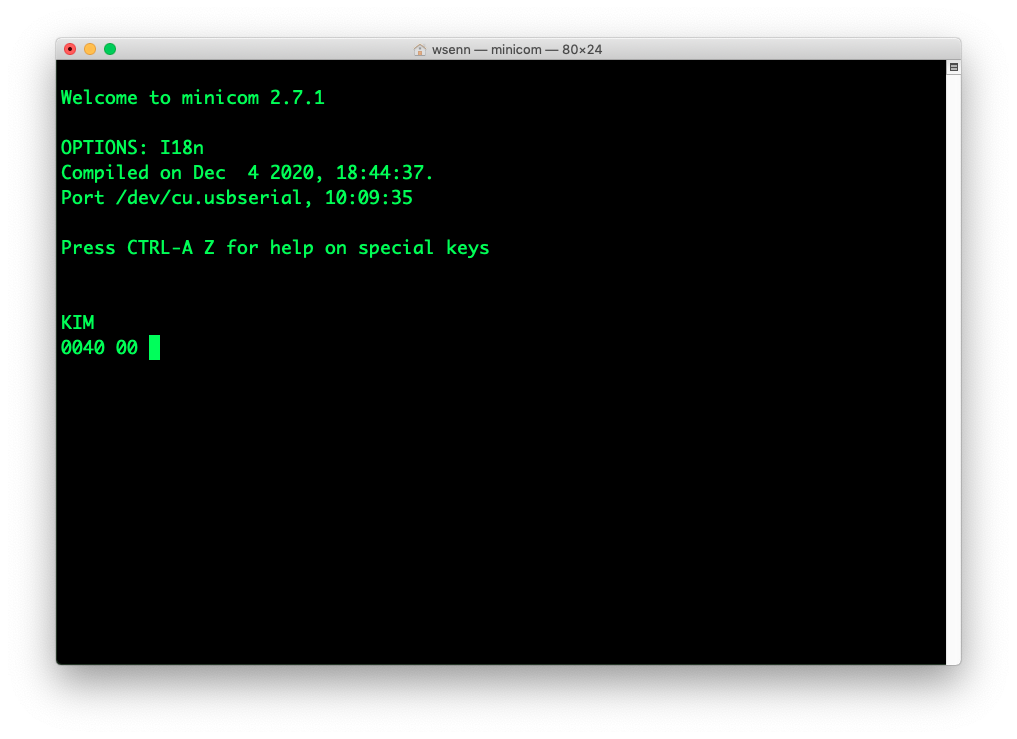 wsenn — minicom — 80×24
Welcome to minicom 2.7.1
OPTIONS: I18n
Compiled on Dec  4 2020, 18:44:37.
Port /dev/cu.usbserial, 10:09:35
Press CTRL-A Z for help on special keys
KIM
0040 00